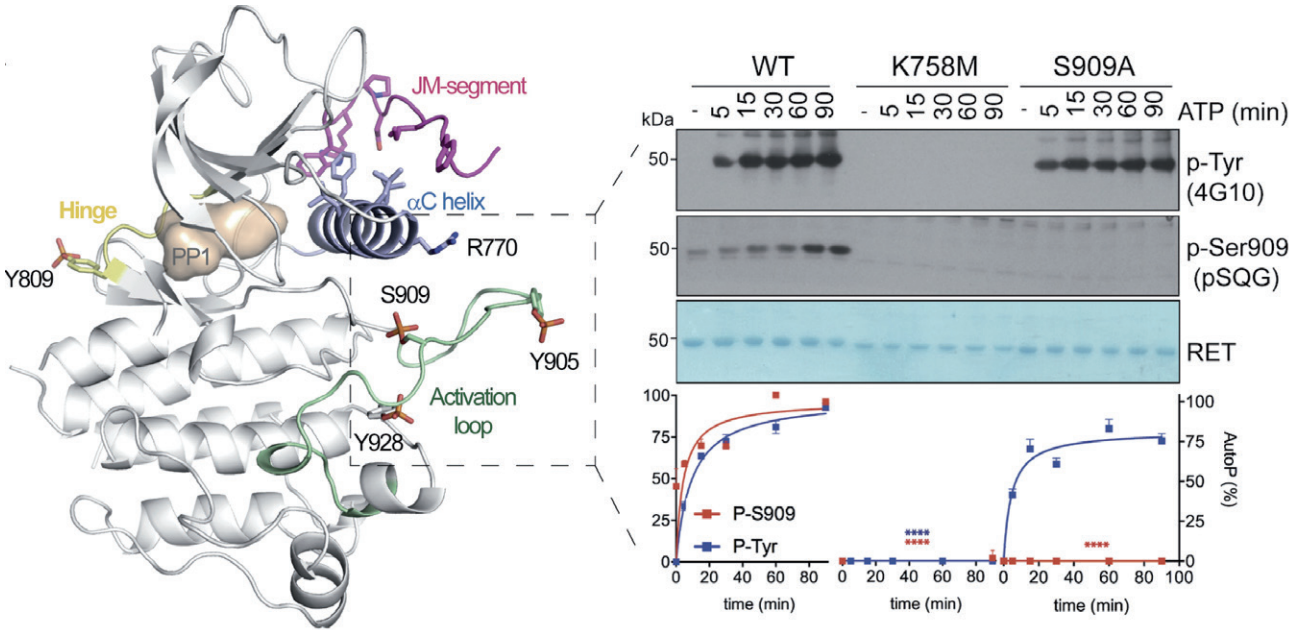 JM-segment
Hinge
αC helix
PP1
R770
Y809
S909
Y905
Activation
loop
Y928
WT K758M S909A
- 5 15 30 60 90 - 5 15 30 60 90 - 5 15 30 60 90 ATP (min)
kDa
50 p-Tyr
(4G10)
50 p-Ser909
(pSQG)
50 RET
100
75
50
25
0
P-S909
P-Tyr
****
****
****
100
75
50
25
0
AutoP (%)
0 20 40 60 80 0 20 40 60 80 0 20 40 60 80 100
time (min) time (min) time (min)